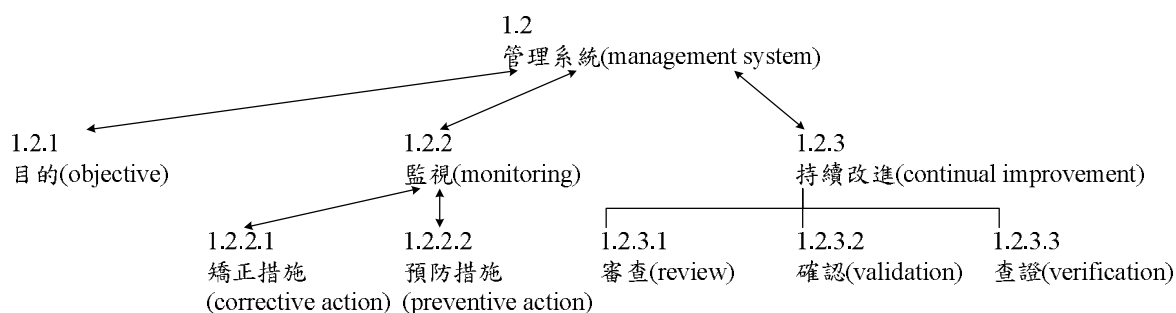 1.2
管理系統(management system)
1.2.1
目的(objective)
1.2.2
監視(monitoring)
1.2.3
持續改進(continual improvement)
1.2.2.1
矯正措施
(corrective action)
1.2.2.2
預防措施
(preventive action)
1.2.3.1
審查(review)
1.2.3.2
確認(validation)
1.2.3.3
查證(verification)